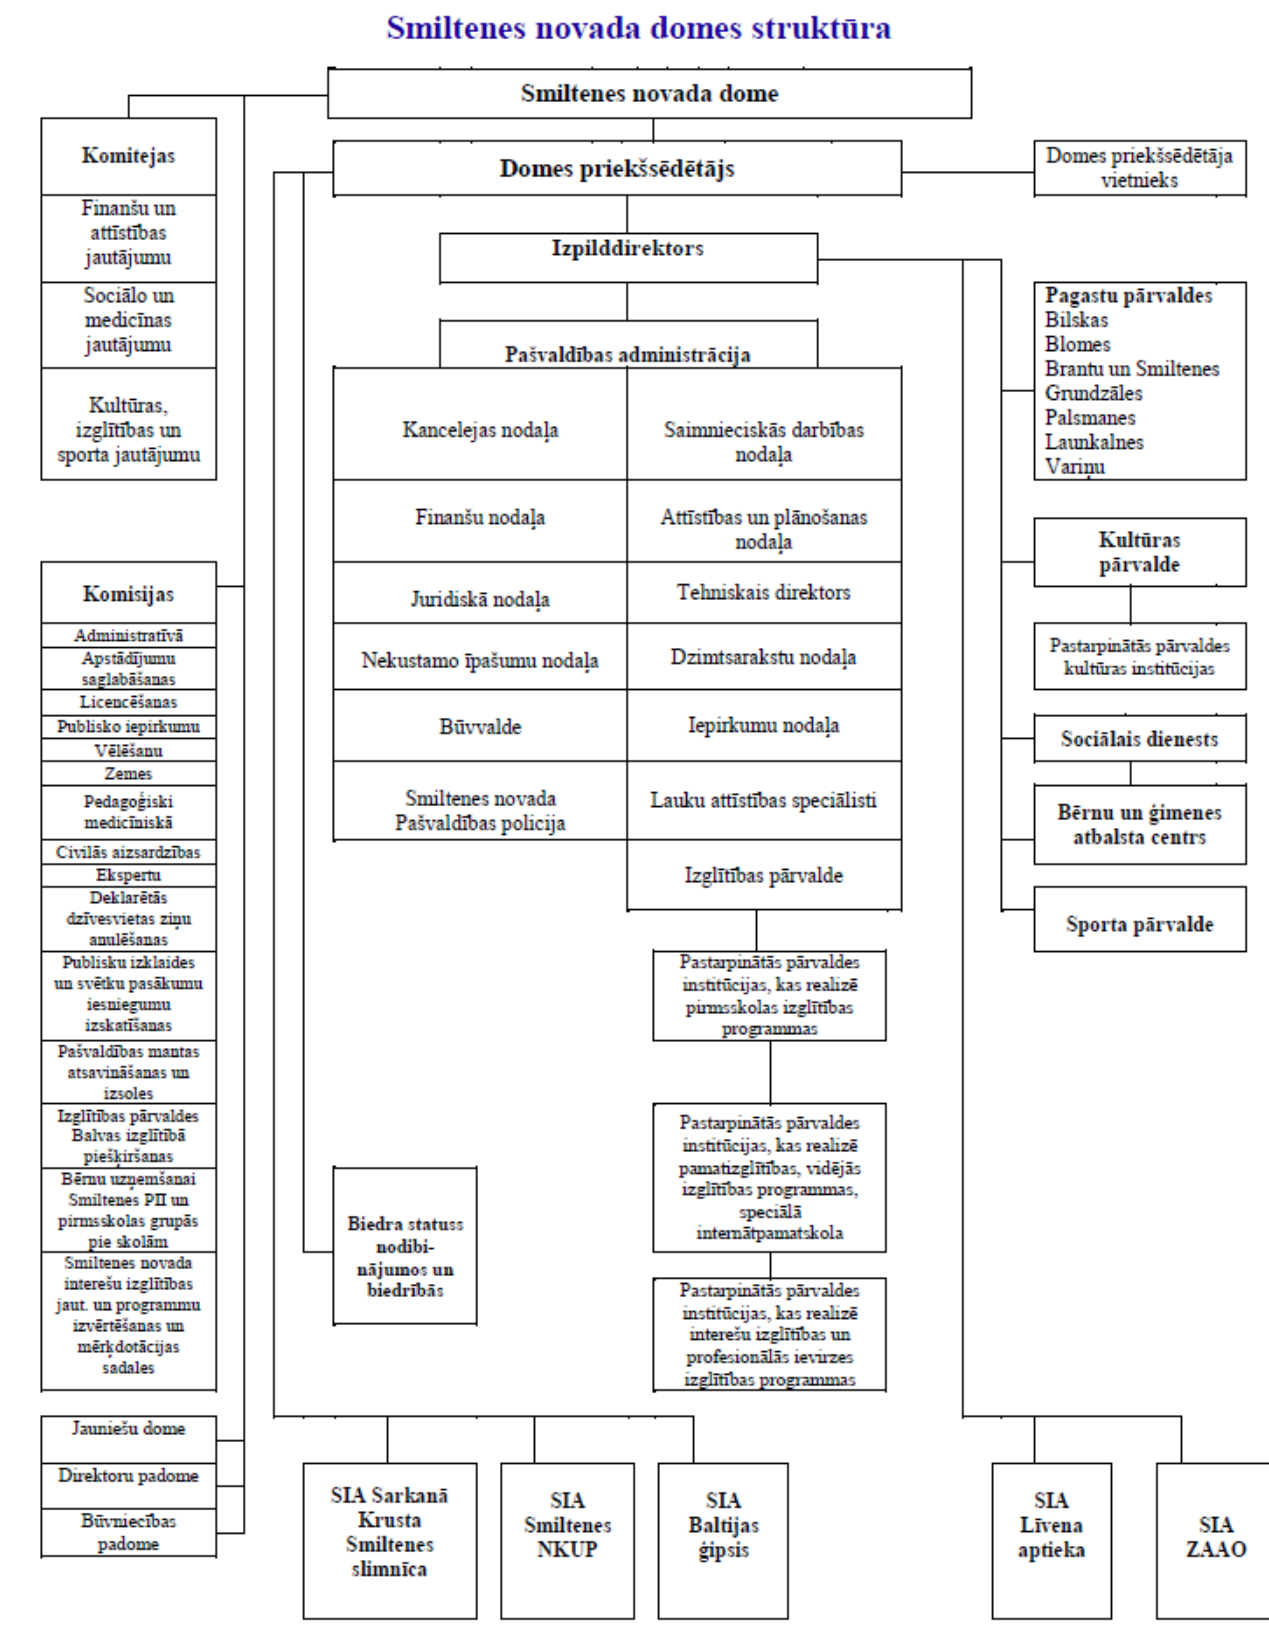 Smiltenes novada domes struktūra
Smiltenes novada dome
Komitejas
Finanšu un
attīstības
jautājumu
Sociālo un
medicīnas
jautājumu
Kultūras,
izglītības un
sporta jautājumu
Domes priekšsēdētājs
Domes priekšsēdētāja
vietnieks
Izpilddirektors
Pašvaldības administrācija
Kancelejas nodaļa
Saimnieciskās darbības
nodaļa
Finanšu nodaļa
Attīstības un plānošanas
nodaļa
Juridiskā nodaļa
Tehniskais direktors
Nekustamo īpašumu nodaļa
Dzimtsarakstu nodaļa
Būvvalde
Iepirkumu nodaļa
Smiltenes novada
Pašvaldības policija
Lauku attīstības speciālisti
Izglītības pārvalde
Pastarpinātās pārvaldes
institūcijas, kas realizē
pirmsskolas izglītības
programmas
Pastarpinātās pārvaldes
institūcijas, kas realizē
pamatizglītības, vidējās
izglītības programmas,
speciālā
internātpamatskola
Pastarpinātās pārvaldes
institūcijas, kas realizē
interešu izglītības un
profesionālās ievirzes
izglītības programmas
Pagastu pārvaldes
Bilskas
Blomes
Brantu un Smiltenes
Grundzāles
Palsmanes
Launkalnes
Variņu
Kultūras
pārvalde
Pastarpinātās pārvaldes
kultūras institūcijas
Sociālais dienests
Bērnu un ģimenes
atbalsta centrs
Sporta pārvalde
Komisijas
Administratīvā
Apstādījumu
saglabāšanas
Licencēšanas
Publisko iepirkumu
Vēlēšanu
Zemes
Pedagoģiski
medicīniskā
Civilās aizsardzības
Ekspertu
Deklarētās
dzīvesvietas ziņu
anulēšanas
Publisku izklaides
un svētku pasākumu
iesniegumu
izskatīšanas
Pašvaldības mantas
atsavināšanas un
izsoles
Izglītības pārvaldes
Balvas izglītībā
piešķiršanas
Bērnu uzņemšanai
Smiltenes PII un
pirmsskolas grupās
pie skolām
Smiltenes novada
interešu izglītības
jaut. un programmu
izvērtēšanas un
mērķdotācijas
sadales
Jauniešu dome
Direktoru padome
Būvniecības
padome
Biedra statuss
nodibi-
nājumos un
biedrībās
SIA Sarkanā
Krusta
Smiltenes
slimnīca
SIA
Smiltenes
NKUP
SIA
Baltijas
ģipsis
SIA
Līvena
aptieka
SIA
ZAAO